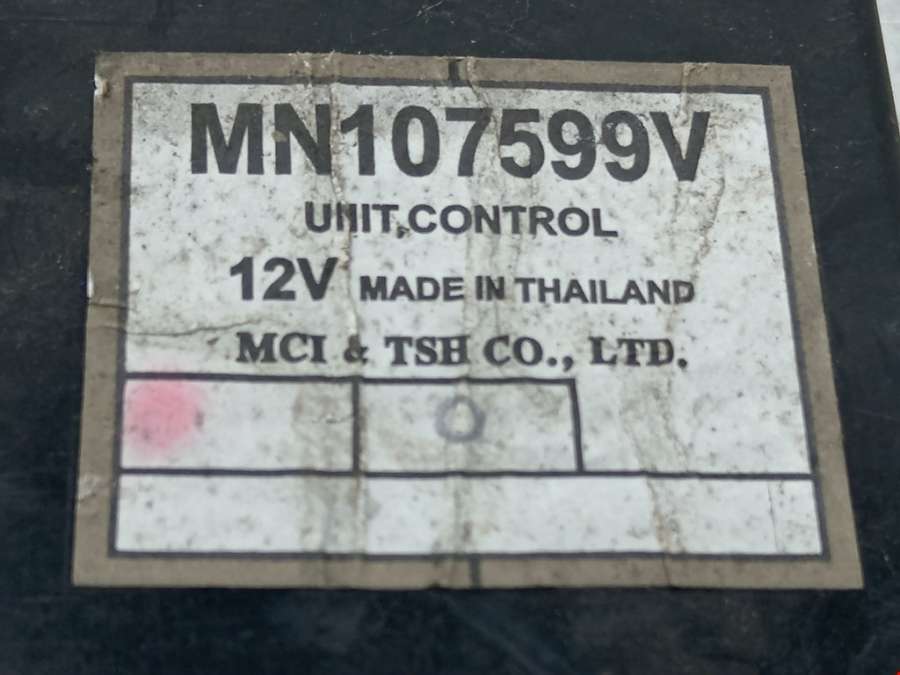 MN107599V
UNIT,CONTROL
12V MADE IN THAILAND
MCI & TSH CO., LTD.